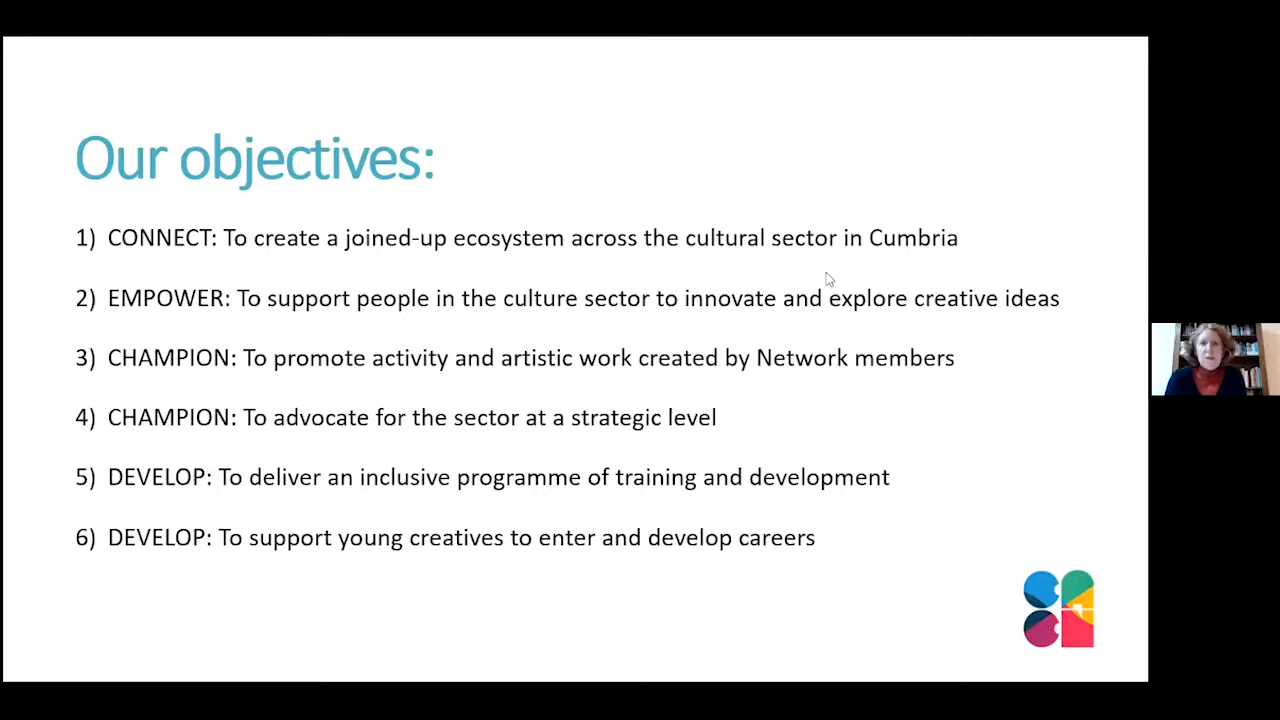 Our objectives:
1) CONNECT: To create a joined-up ecosystem across the cultural sector in Cumbria
2) EMPOWER: To support people in the culture sector to innovate and explore creative ideas
3) CHAMPION: To promote activity and artistic work created by Network members
4) CHAMPION: To advocate for the sector at a strategic level
5) DEVELOP: To deliver an inclusive programme of training and development
6) DEVELOP: To support young creatives to enter and develop careers